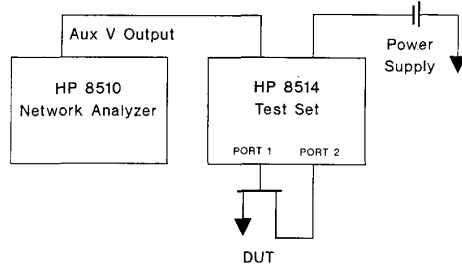 Aux V Output
Power
Supply
HP 8510
Network Analyzer
HP 8514
Test Set
PORT 1
PORT 2
DUT